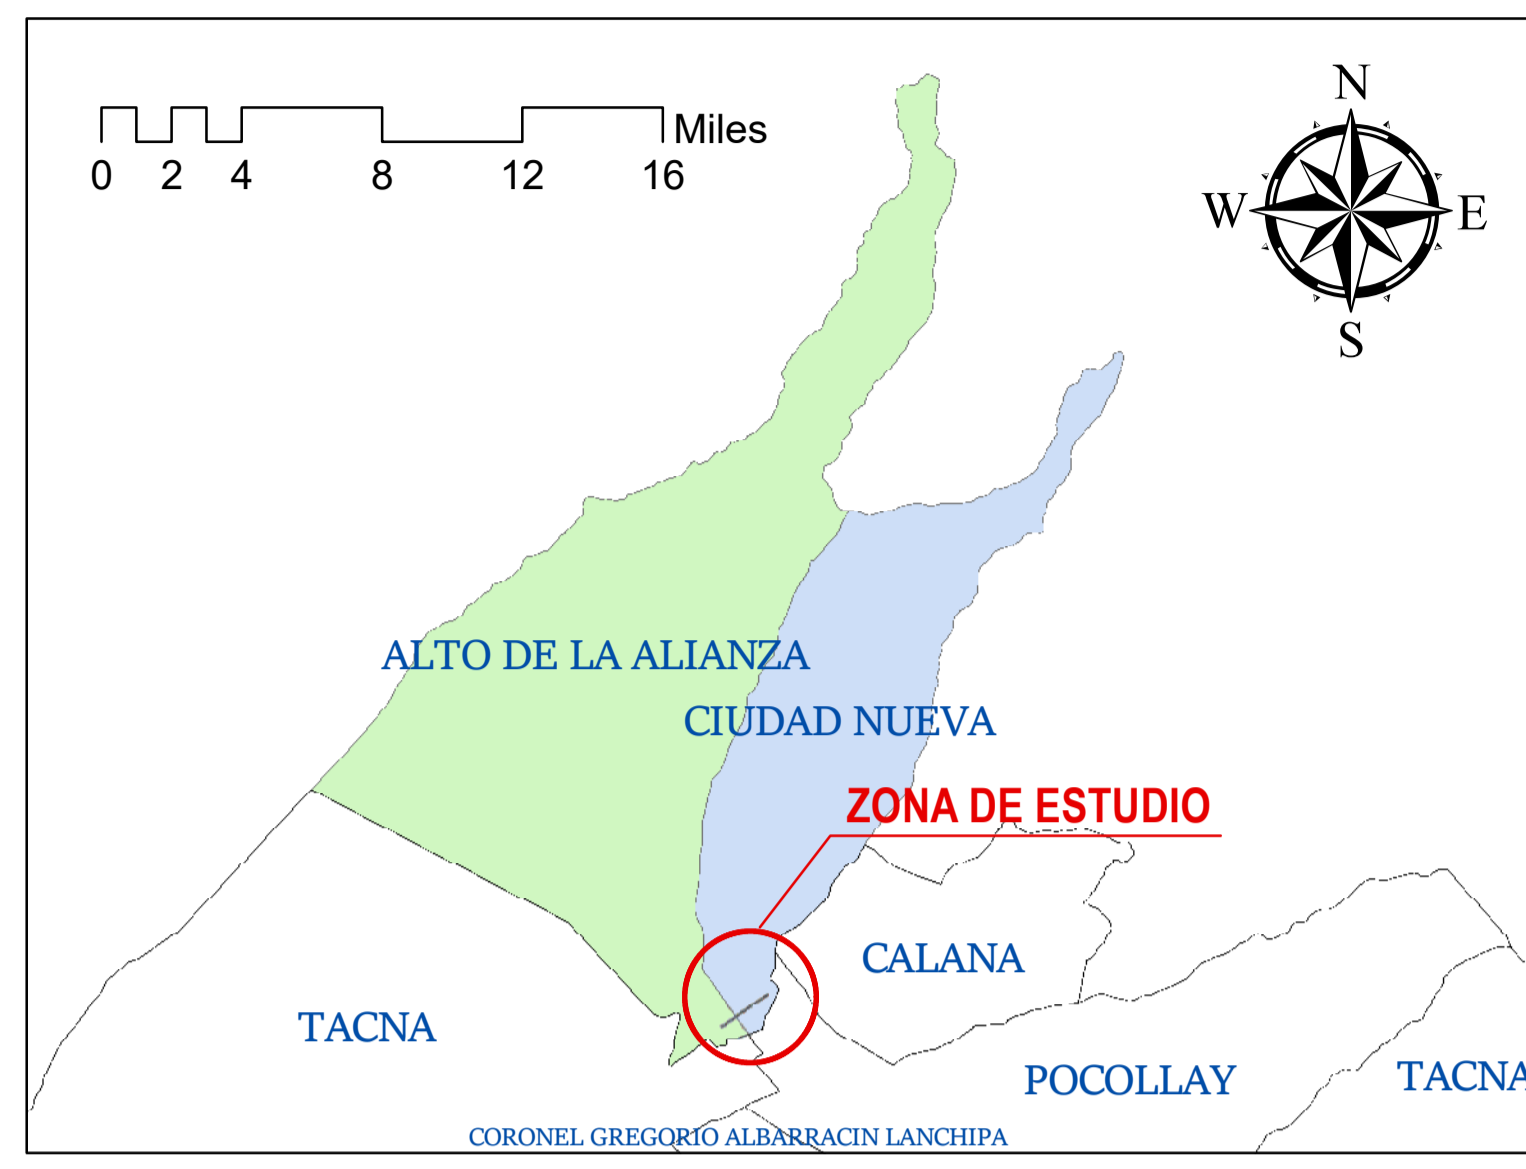 N
Miles
0 2 4 8 12 16
W E
S
ALTO DE LA ALIANZA
CIUDAD NUEVA
ZONA DE ESTUDIO
CALANA
TACNA
POCOLLAY
TACNA
CORONEL GREGORIO ALBARRACIN LANCHIPA